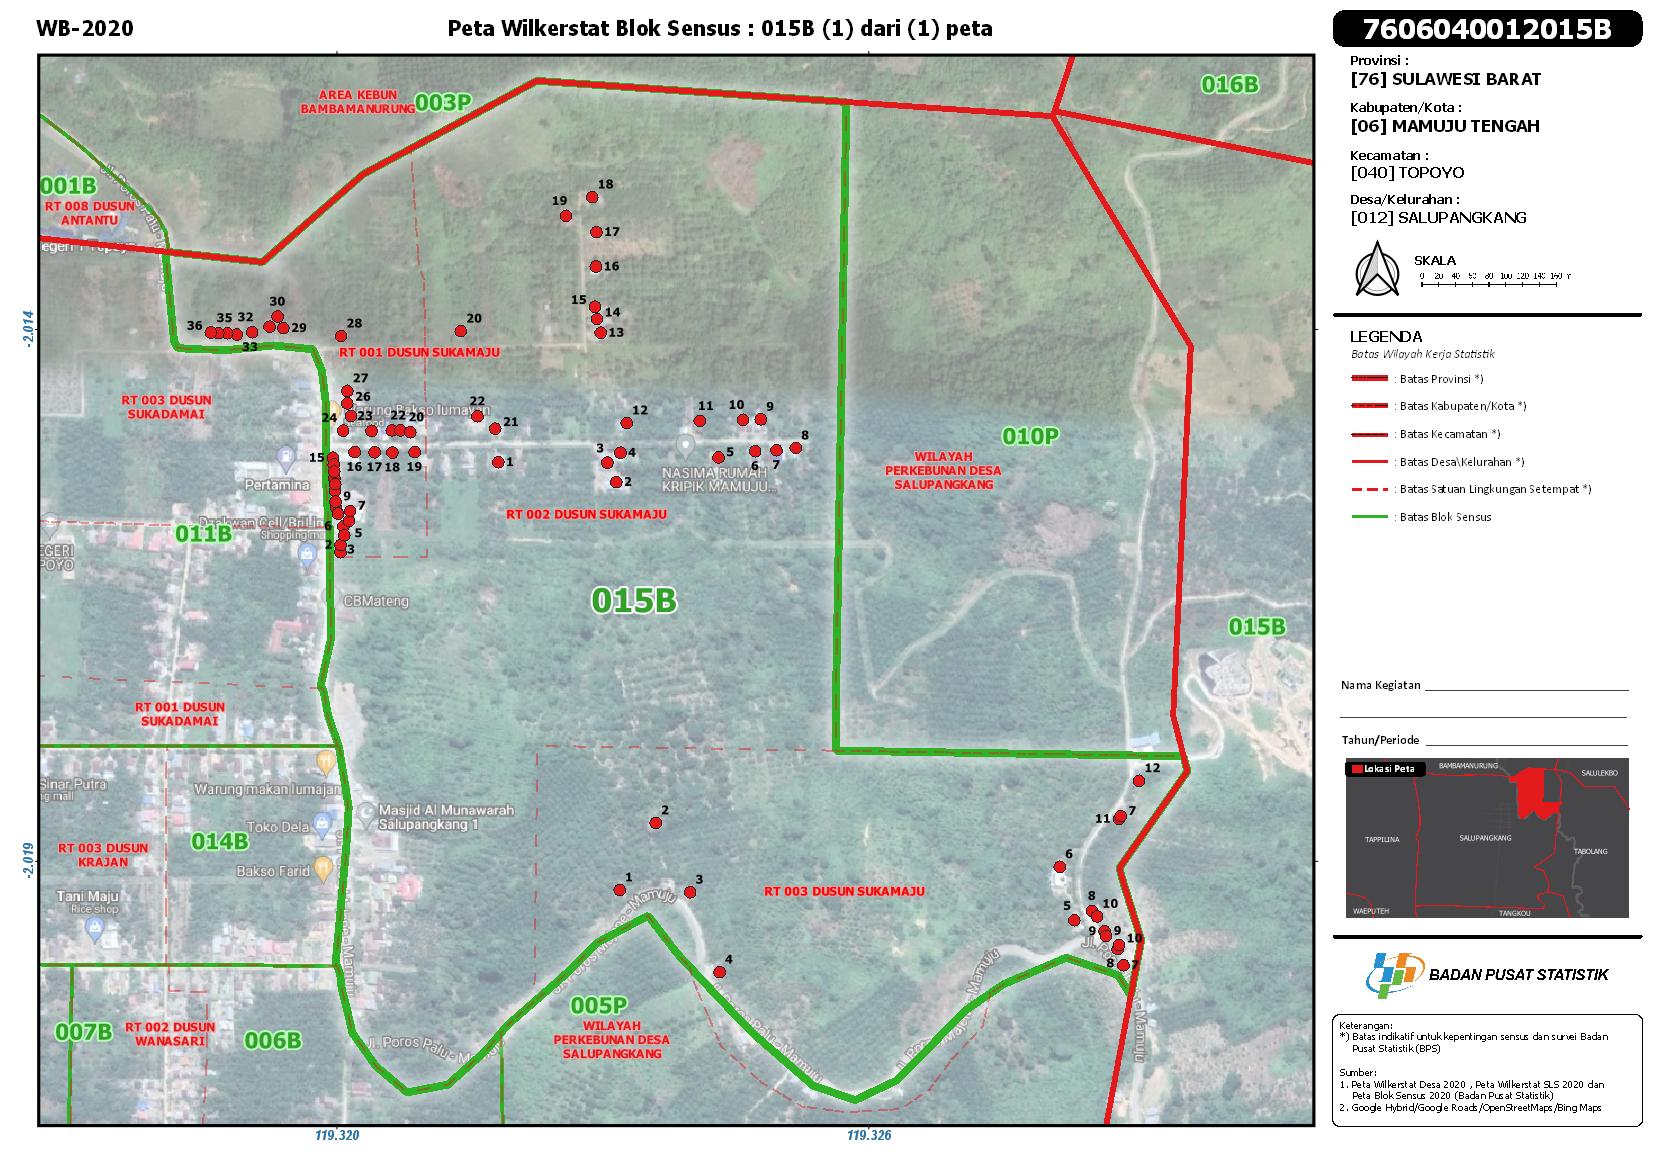 WB-2020
Peta Wilkerstat Blok Sensus : 015B (1) dari (1) peta
7606040012015B
Provinsi :
[76] SULAWESI BARAT
Kabupaten/Kota :
[06] MAMUJU TENGAH
Kecamatan :
[040] TOPOYO
Desa/Kelurahan :
[012] SALUPANGKANG
SKALA
0 20 40 60 80 100 120 140 160 m
LEGENDA
Batas Wilayah Kerja Statistik
: Batas Provinsi *)
: Batas Kabupaten/Kota *)
: Batas Kecamatan *)
: Batas Desa\Kelurahan *)
: Batas Satuan Lingkungan Setempat *)
: Batas Blok Sensus
Nama Kegiatan
Tahun/Periode
Lokasi Peta
BAMBAMANURUNG
SALULEKBO
TAPPILINA
SALUPANGKANG
TABOLANG
WAEPUTEH
TANGKOU
BADAN PUSAT STATISTIK
Keterangan:
*) Batas indikatif untuk kepentingan sensus dan survei Badan
Pusat Statistik (BPS)
Sumber:
1. Peta Wilkerstat Desa 2020 , Peta Wilkerstat SLS 2020 dan
Peta Blok Sensus 2020 (Badan Pusat Statistik)
2. Google Hybrid/Google Roads/OpenStreetMaps/Bing Maps
AREA KEBUN
BAMBAMANURUNG
003P
016B
001B
RT 008 DUSUN
ANTANTU
18
19
17
16
15
14
13
30
36
35
32
29
33
28
20
RT 001 DUSUN SUKAMAJU
RT 003 DUSUN
SUKADAMAI
27
26
24
23
22
20
22
21
12
11
10
9
8
15
16
17
18
19
1
3
4
2
5
6
7
NASIMA RUMAH
KRIPIK MAMUJU...
Pertamina
9
7
6
5
2
3
Shopping ma
011B
RT 002 DUSUN SUKAMAJU
010P
WILAYAH
PERKEBUNAN DESA
SALUPANGKANG
CBMateng
015B
015B
RT 001 DUSUN
SUKADAMAI
Sinar Putra
Warung makan lumajan
Masjid Al Munawarah
Salupangkang 1
Toko Dela
014B
Bakso Farid
RT 003 DUSUN
KRAJAN
Tani Maju
Rice shop
12
7
11
2
6
1
3
RT 003 DUSUN SUKAMAJU
8
10
5
9
9
10
8
7
4
005P
WILAYAH
PERKEBUNAN DESA
SALUPANGKANG
007B
RT 002 DUSUN
WANASARI
006B
-2.014
-2.019
119.320
119.326